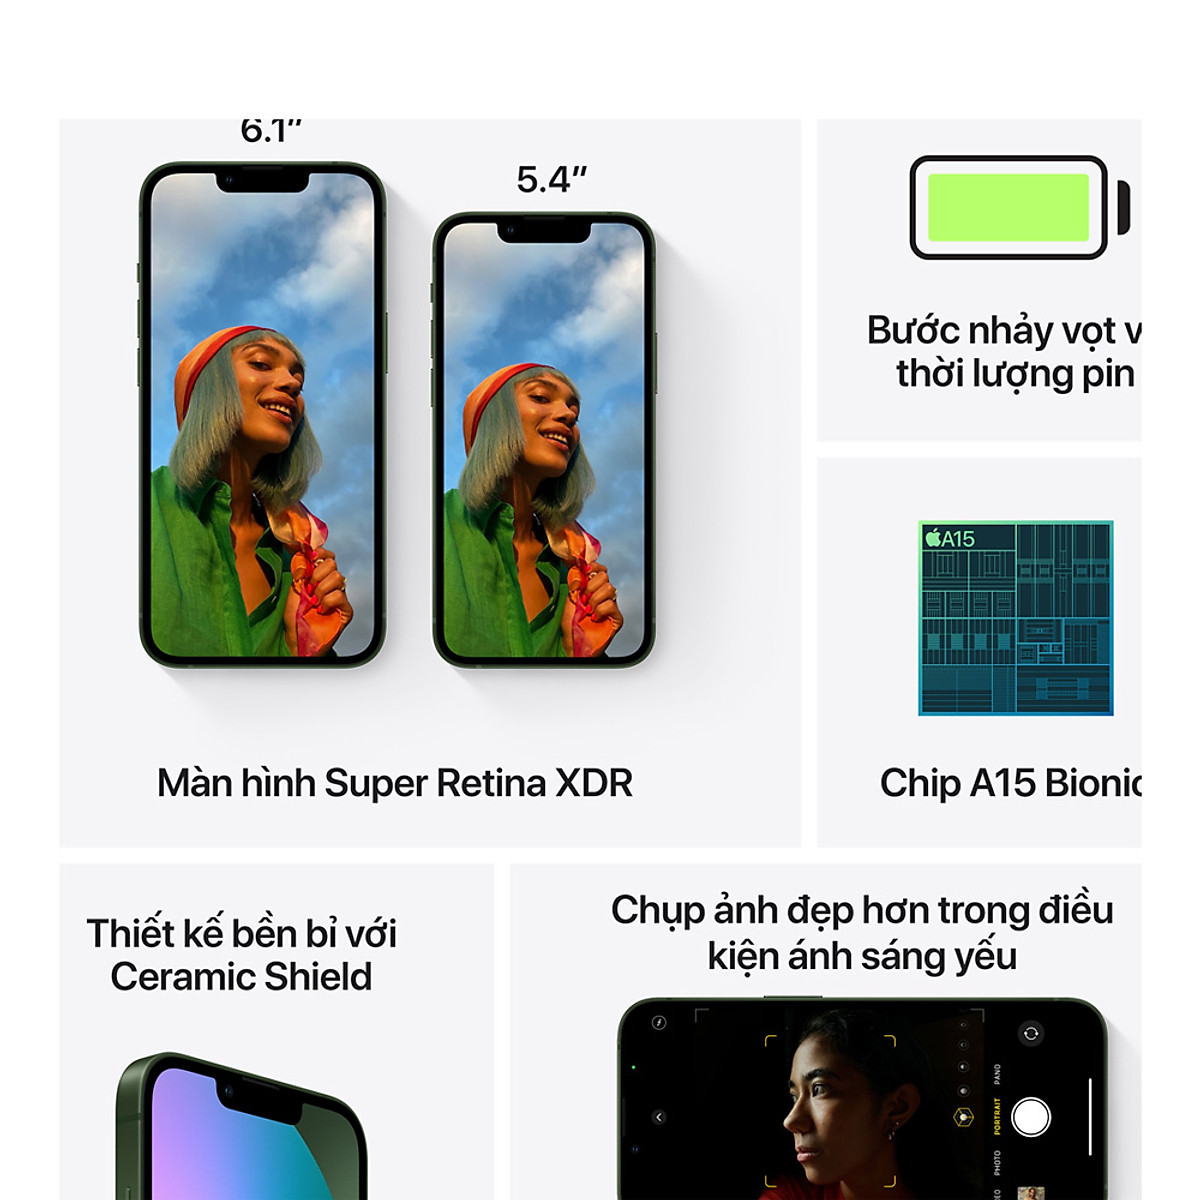 6.1″
5.4″
Màn hình Super Retina XDR
Bước nhảy vọt
thời lượng pin
A15
Chip A15 Bionic
Thiết kế bền bỉ với
Ceramic Shield
Chụp ảnh đẹp hơn trong điều
kiện ánh sáng yếu
PANO
PORTRAIT
PHOTO